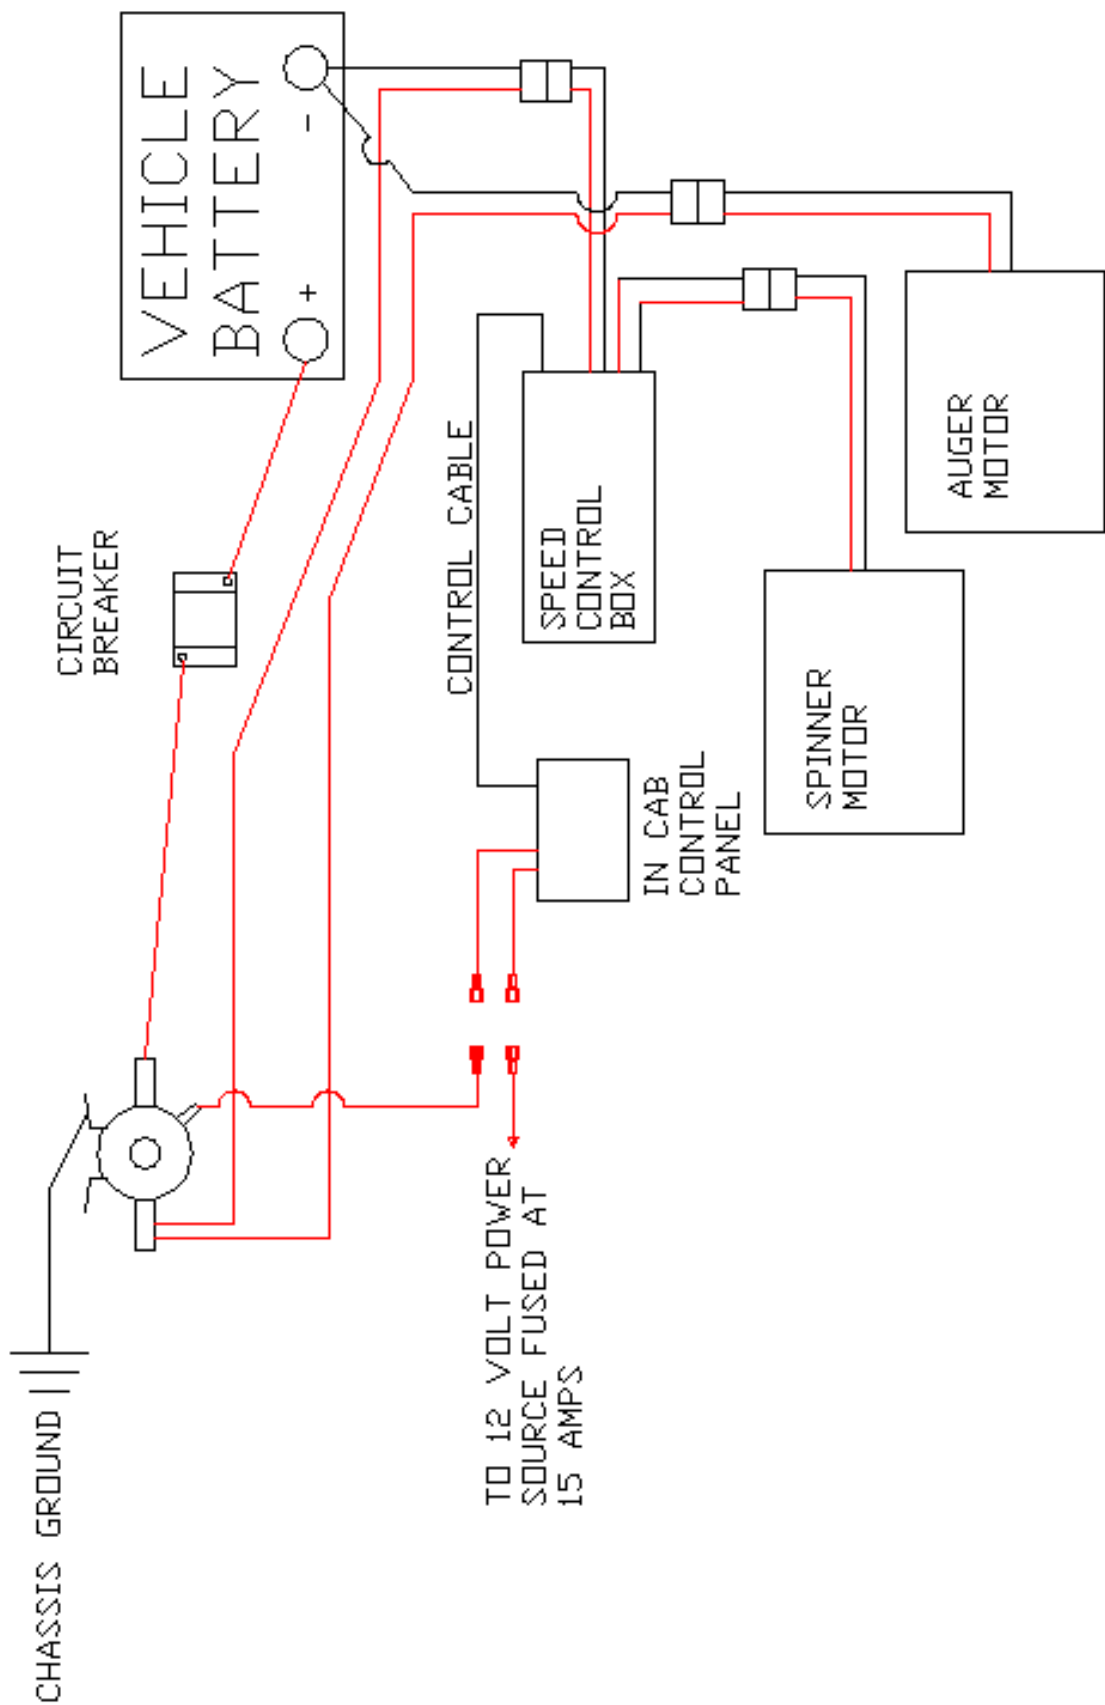 VEHICLE
BATTERY
+
-
CIRCUIT
BREAKER
CHASSIS GROUND
CONTROL CABLE
SPEED
CONTROL
BOX
IN CAB
CONTROL
PANEL
AUGER
MOTOR
SPINNER
MOTOR
TO 12 VOLT POWER
SOURCE FUSED AT
15 AMPS